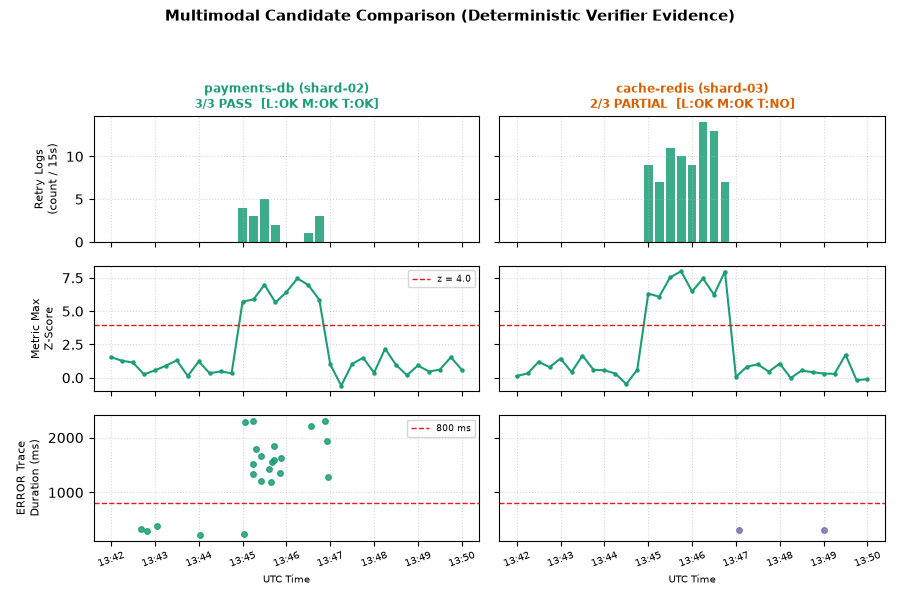 Multimodal Candidate Comparison (Deterministic Verifier Evidence)
payments-db (shard-02)
3/3 PASS  [L:OK M:OK T:OK]
cache-redis (shard-03)
2/3 PARTIAL  [L:OK M:OK T:NO]
Retry Logs
(count / 15s)
10
5
0
Metric Max
Z-Score
7.5
5.0
2.5
0.0
z = 4.0
ERROR Trace
Duration (ms)
2000
1000
800 ms
13:42 13:43 13:44 13:45 13:46 13:47 13:48 13:49 13:50
UTC Time
13:42 13:43 13:44 13:45 13:46 13:47 13:48 13:49 13:50
UTC Time